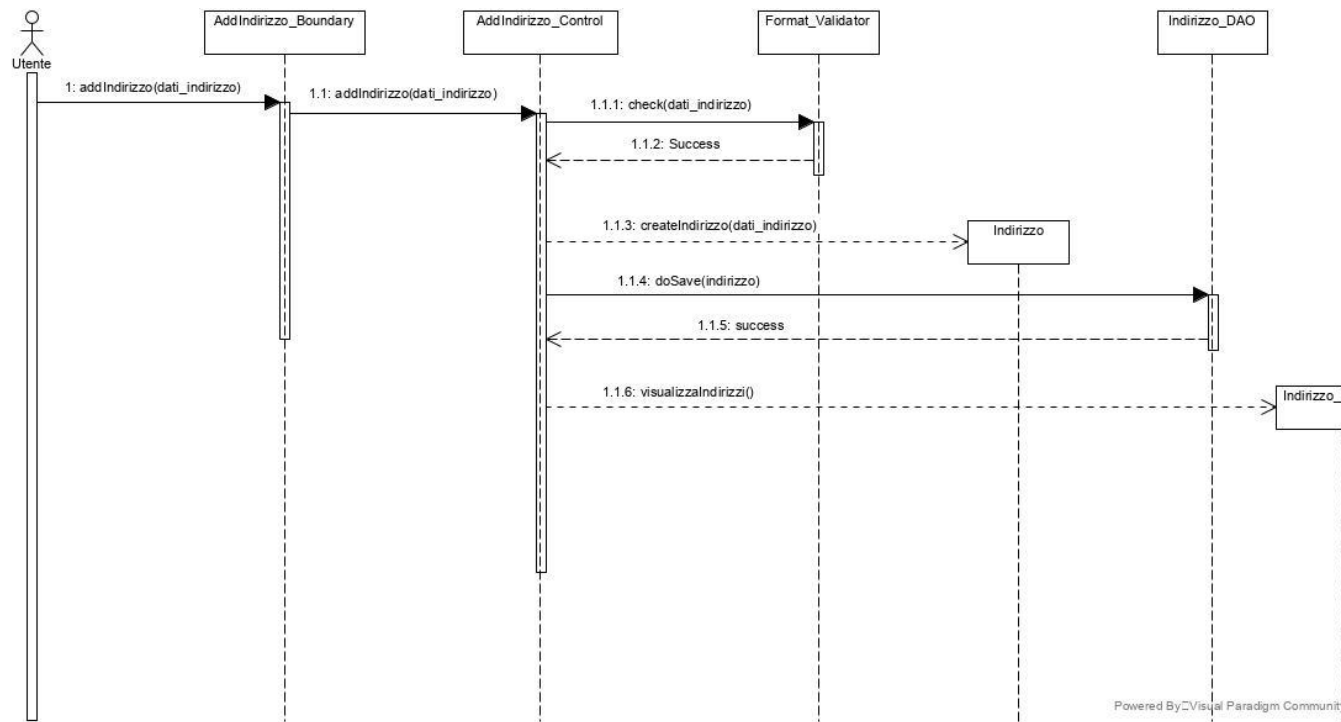 AddIndirizzo_Boundary
AddIndirizzo_Control
Format_Validator
Indirizzo_DAO
Utente
1: addIndirizzo(dati_indirizzo)
1.1: addIndirizzo(dati_indirizzo)
1.1.1: check(dati_indirizzo)
1.1.2: Success
1.1.3: createIndirizzo(dati_indirizzo)
Indirizzo
1.1.4: doSave(indirizzo)
1.1.5: success
1.1.6: visualizzaIndirizzi()
Indirizzo_
Powered By Visual Paradigm Communit